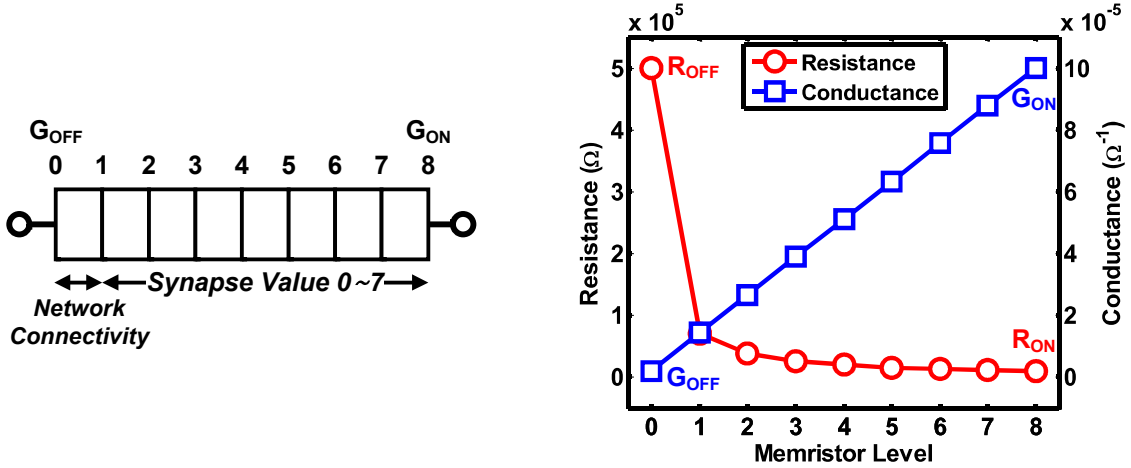 G_OFF G_ON
0 1 2 3 4 5 6 7 8
Synapse Value 0~7
Network
Connectivity
x 10^5 x 10^-5
Resistance
Conductance
R_OFF
G_ON
R_ON
G_OFF
5
4
3
2
1
0
Resistance (Ω)
10
8
6
4
2
0
Conductance (Ω^-1)
0 1 2 3 4 5 6 7 8
Memristor Level